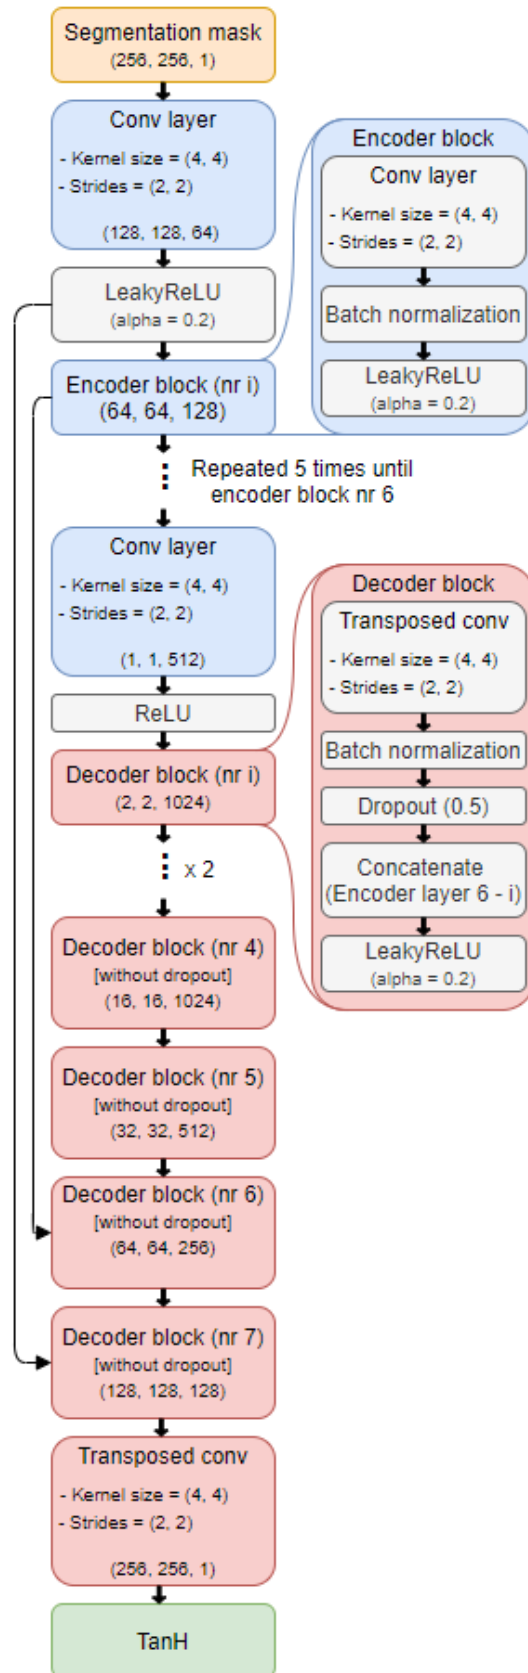 Segmentation mask
(256, 256, 1)
Conv layer
- Kernel size = (4, 4)
- Strides = (2, 2)
(128, 128, 64)
LeakyReLU
(alpha = 0.2)
Encoder block (nr i)
(64, 64, 128)
Encoder block
Conv layer
- Kernel size = (4, 4)
- Strides = (2, 2)
Batch normalization
LeakyReLU
(alpha = 0.2)
Repeated 5 times until
encoder block nr 6
Conv layer
- Kernel size = (4, 4)
- Strides = (2, 2)
(1, 1, 512)
ReLU
Decoder block (nr i)
(2, 2, 1024)
Decoder block
Transposed conv
- Kernel size = (4, 4)
- Strides = (2, 2)
Batch normalization
Dropout (0.5)
Concatenate
(Encoder layer 6 - i)
LeakyReLU
(alpha = 0.2)
x 2
Decoder block (nr 4)
[without dropout]
(16, 16, 1024)
Decoder block (nr 5)
[without dropout]
(32, 32, 512)
Decoder block (nr 6)
[without dropout]
(64, 64, 256)
Decoder block (nr 7)
[without dropout]
(128, 128, 128)
Transposed conv
- Kernel size = (4, 4)
- Strides = (2, 2)
(256, 256, 1)
TanH